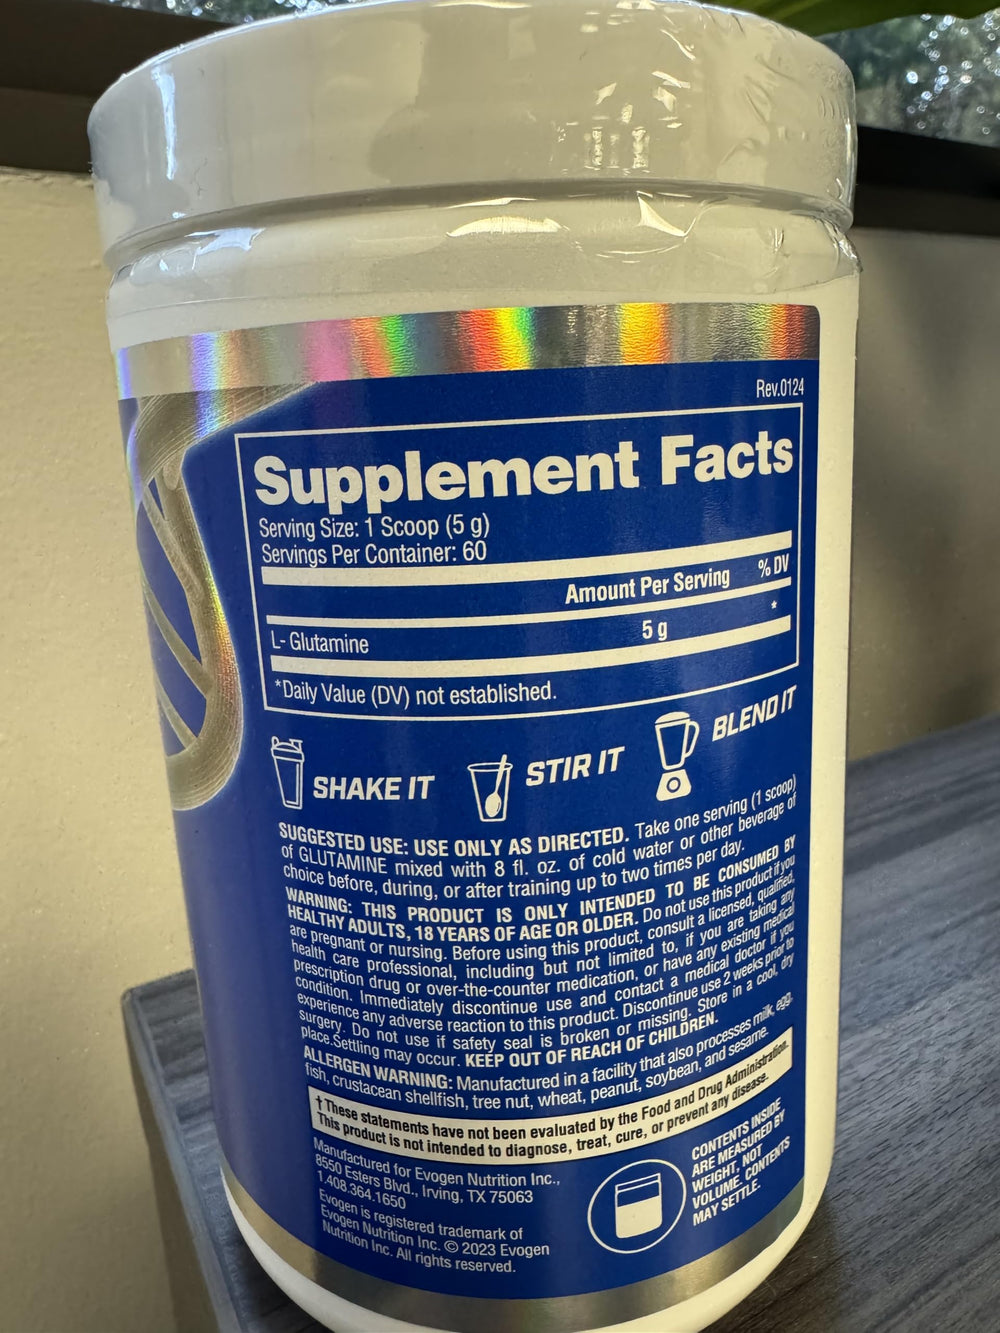 Rev.0124
Supplement Facts
Serving Size: 1 Scoop (5 g)
Servings Per Container: 60
Amount Per Serving % DV
L- Glutamine 5 g *
*Daily Value (DV) not established.
SHAKE IT STIR IT BLEND IT
SUGGESTED USE: USE ONLY AS DIRECTED. Take one serving (1 scoop)
of GLUTAMINE mixed with 8 fl. oz. of cold water or other beverage of
choice before, during, or after training up to two times per day.
WARNING: THIS PRODUCT IS ONLY INTENDED TO BE CONSUMED BY
HEALTHY ADULTS, 18 YEARS OF AGE OR OLDER. Do not use this product if you
are pregnant or nursing. Before using this product, consult a licensed, qualified,
health care professional, including but not limited to, if you are taking any
prescription drug or over-the-counter medication, or have any existing medical
condition. Immediately discontinue use and contact a medical doctor if you
experience any adverse reaction to this product. Discontinue use 2 weeks prior to
surgery. Do not use if safety seal is broken or missing. Store in a cool, dry
place.Settling may occur. KEEP OUT OF REACH OF CHILDREN.
ALLERGEN WARNING: Manufactured in a facility that also processes milk, egg,
fish, crustacean shellfish, tree nut, wheat, peanut, soybean, and sesame.
† These statements have not been evaluated by the Food and Drug Administration.
This product is not intended to diagnose, treat, cure, or prevent any disease.
Manufactured for Evogen Nutrition Inc.,
8550 Esters Blvd., Irving, TX 75063
1.408.364.1650
Evogen is registered trademark of
Evogen Nutrition Inc. © 2023 Evogen
Nutrition Inc. All rights reserved.
CONTENTS INSIDE
ARE MEASURED BY
WEIGHT, NOT
VOLUME. CONTENTS
MAY SETTLE.